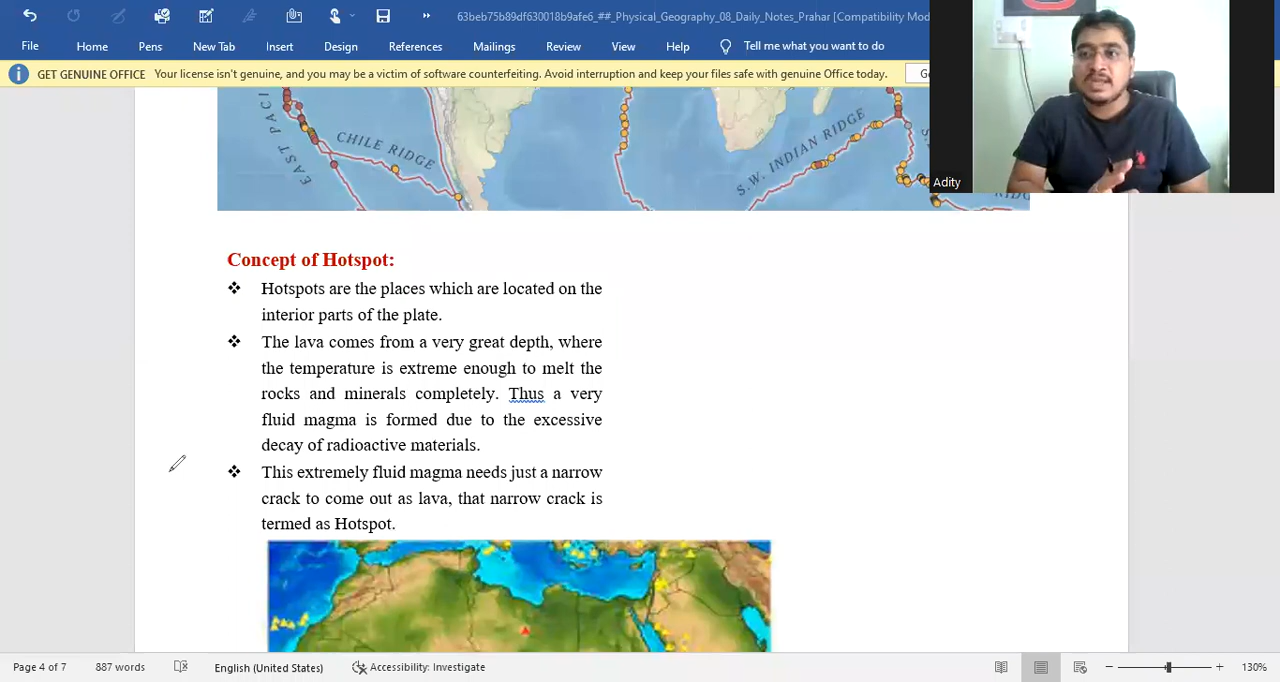 63beb75b89df630018b9afe6_##_Physical_Geography_08_Daily_Notes_Prahar [Compatibility Mod
File Home Pens New Tab Insert Design References Mailings Review View Help Tell me what you want to do
GET GENUINE OFFICE Your license isn't genuine, and you may be a victim of software counterfeiting. Avoid interruption and keep your files safe with genuine Office today.
EAST PACI
CHILE RIDGE
S.W. INDIAN RIDGE
Adity
Concept of Hotspot:
❖ Hotspots are the places which are located on the
interior parts of the plate.
❖ The lava comes from a very great depth, where
the temperature is extreme enough to melt the
rocks and minerals completely. Thus a very
fluid magma is formed due to the excessive
decay of radioactive materials.
❖ This extremely fluid magma needs just a narrow
crack to come out as lava, that narrow crack is
termed as Hotspot.
Page 4 of 7 887 words English (United States) Accessibility: Investigate 130%